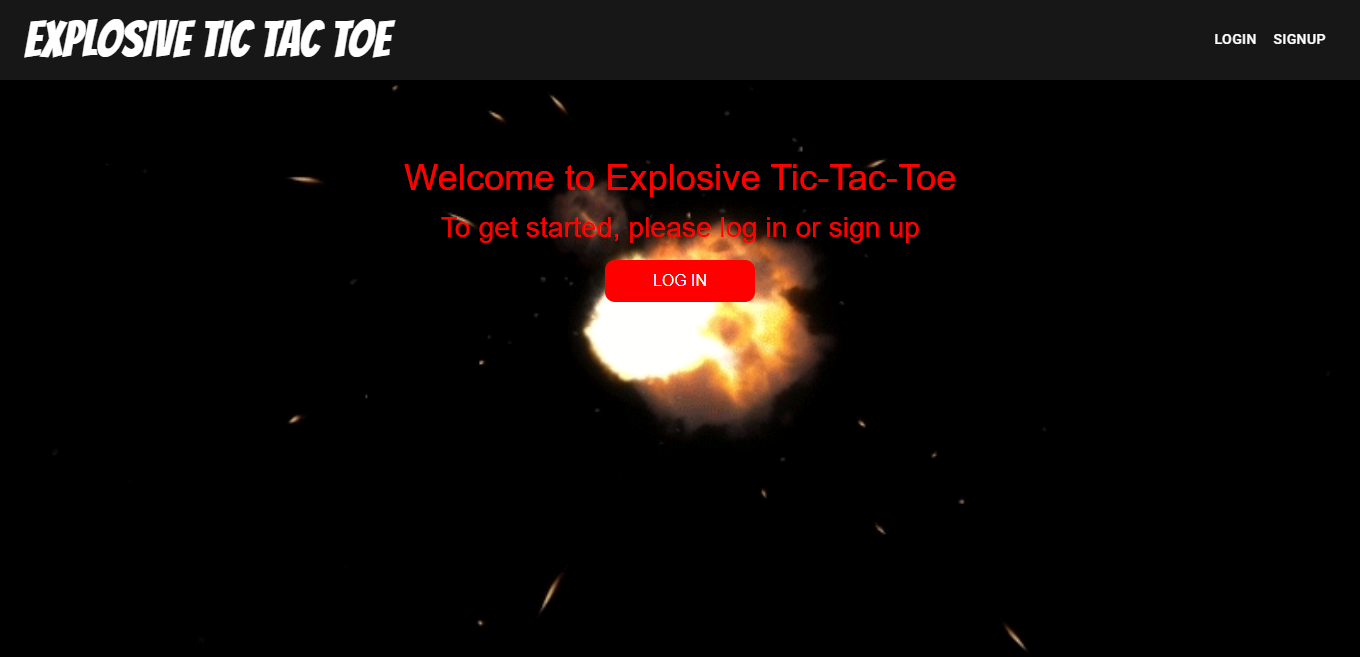 EXPLOSIVE TIC TAC TOE
LOGIN SIGNUP
Welcome to Explosive Tic-Tac-Toe
To get started, please log in or sign up
LOG IN